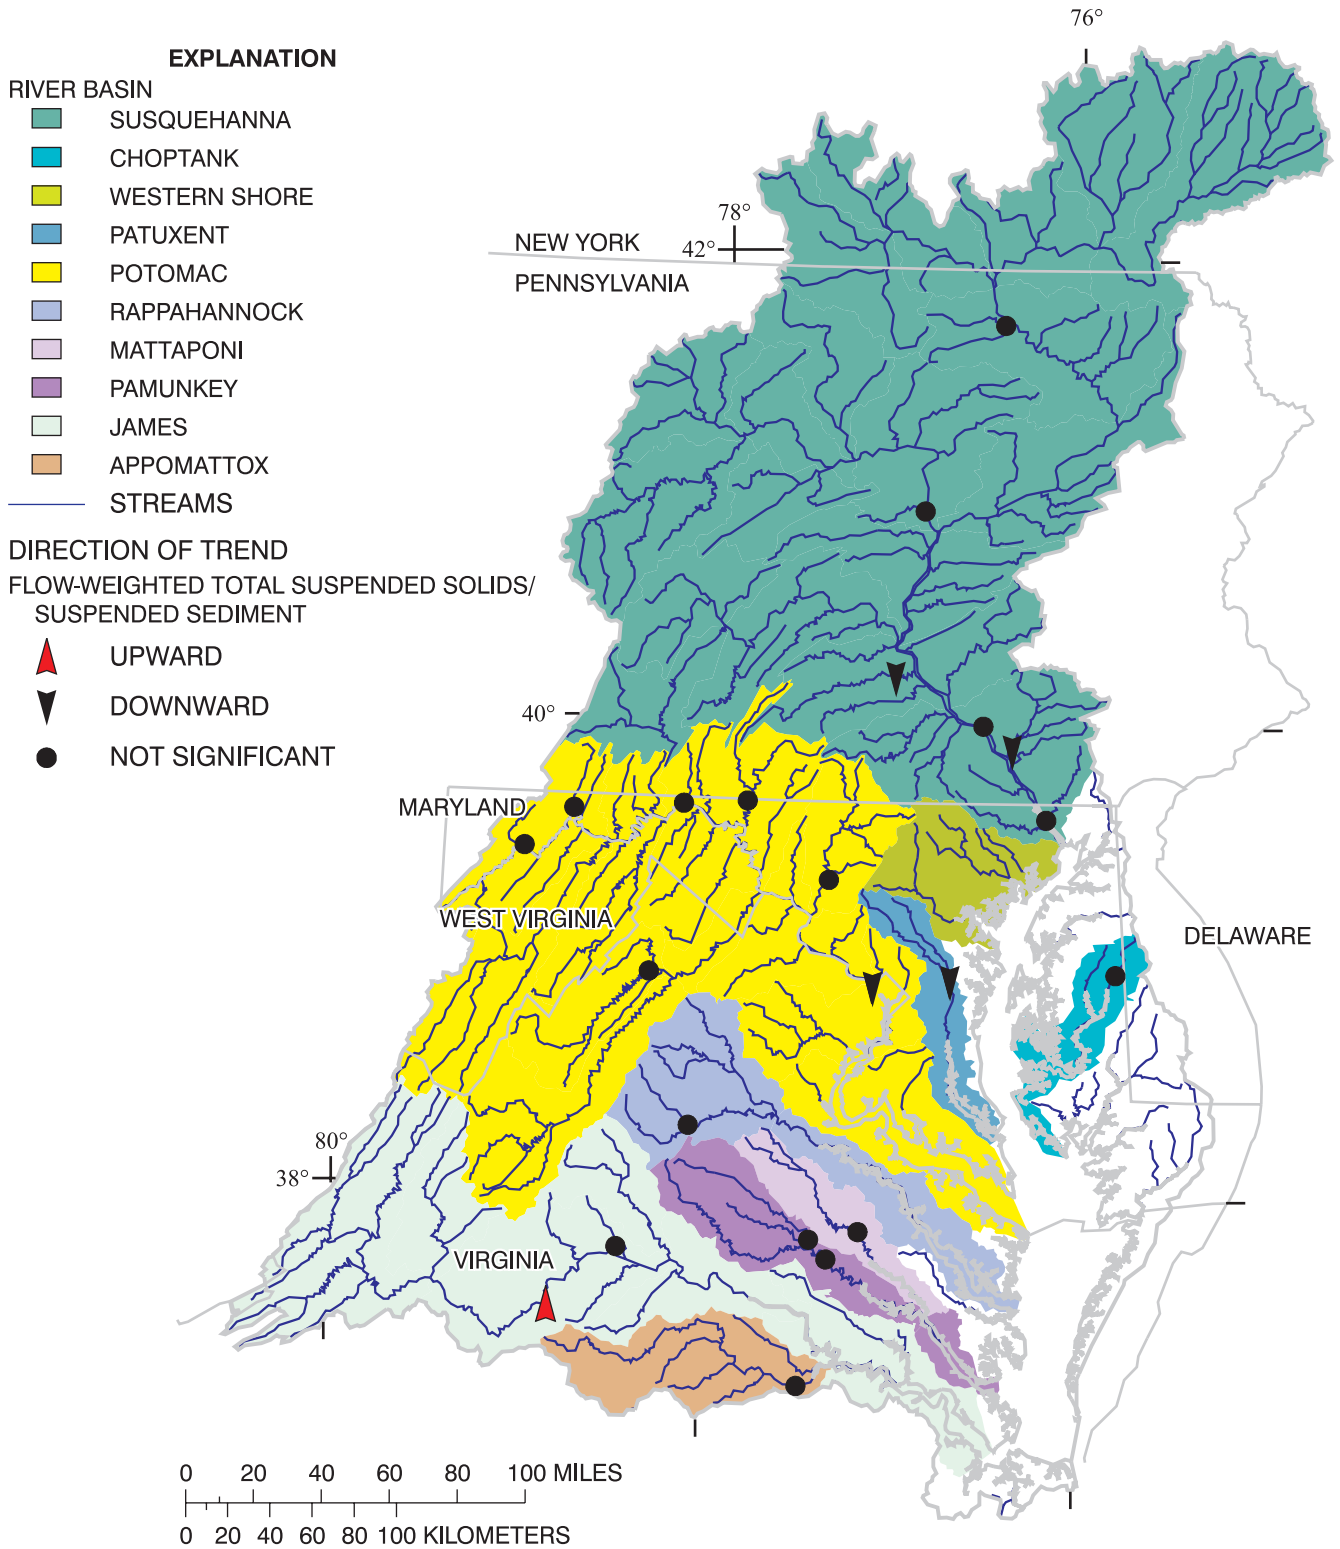 EXPLANATION
RIVER BASIN
SUSQUEHANNA
CHOPTANK
WESTERN SHORE
PATUXENT
POTOMAC
RAPPAHANNOCK
MATTAPONI
PAMUNKEY
JAMES
APPOMATTOX
STREAMS
DIRECTION OF TREND
FLOW-WEIGHTED TOTAL SUSPENDED SOLIDS/
SUSPENDED SEDIMENT
UPWARD
DOWNWARD
NOT SIGNIFICANT
76°
78°
42°
NEW YORK
PENNSYLVANIA
40°
MARYLAND
WEST VIRGINIA
DELAWARE
80°
38°
VIRGINIA
0 20 40 60 80 100 MILES
0 20 40 60 80 100 KILOMETERS